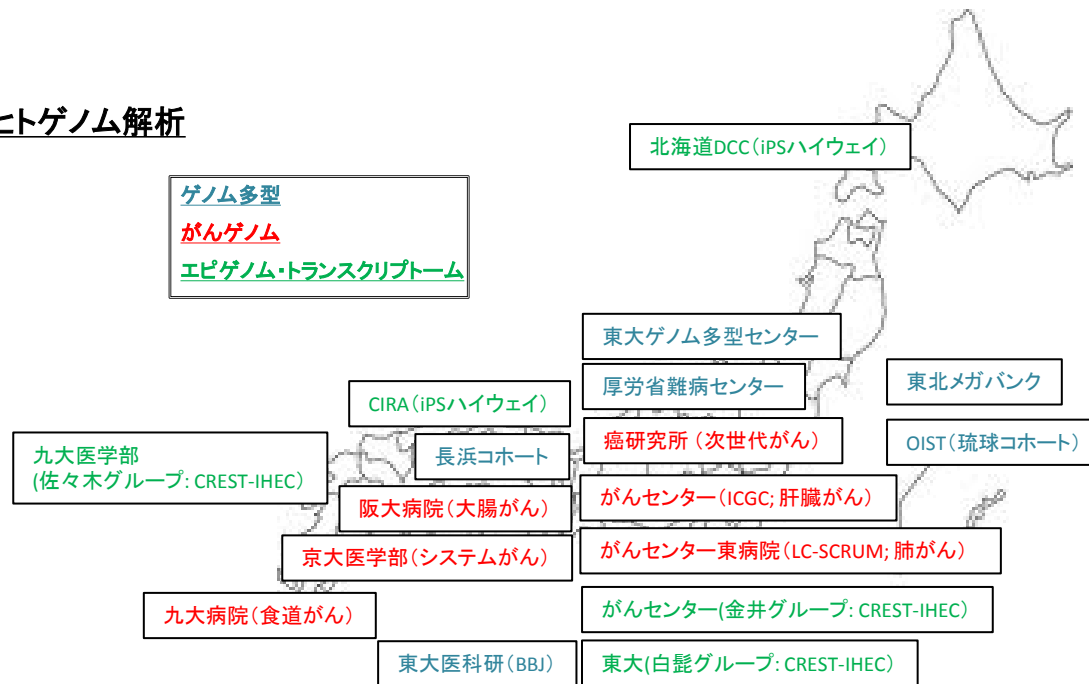 ヒトゲノム解析
北海道DCC(iPSハイウェイ)
ゲノム多型
がんゲノム
エピゲノム・トランスクリプトーム
東大ゲノム多型センター
厚労省難病センター
東北メガバンク
CIRA(iPSハイウェイ)
癌研究所(次世代がん)
OIST(琉球コホート)
長浜コホート
九大医学部
(佐々木グループ: CREST-IHEC)
阪大病院(大腸がん)
がんセンター(ICGC; 肝臓がん)
京大医学部(システムがん)
がんセンター東病院(LC-SCRUM; 肺がん)
九大病院(食道がん)
がんセンター(金井グループ: CREST-IHEC)
東大医科研(BBJ)
東大(白髭グループ: CREST-IHEC)